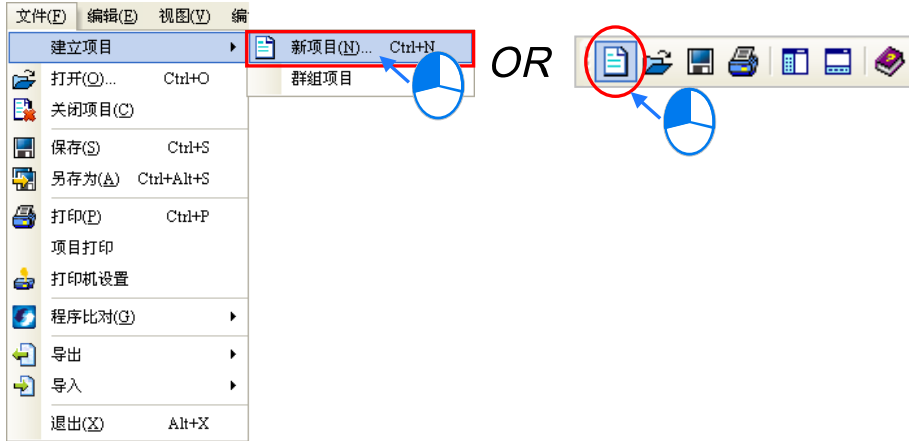 文件(F) 编辑(E) 视图(V) 编
建立项目
新项目(N)... Ctrl+N
群组项目
OR
打开(O)... Ctrl+O
关闭项目(C)
保存(S) Ctrl+S
另存为(A) Ctrl+Alt+S
打印(P) Ctrl+P
项目打印
打印机设置
程序比对(G)
导出
导入
退出(X) Alt+X